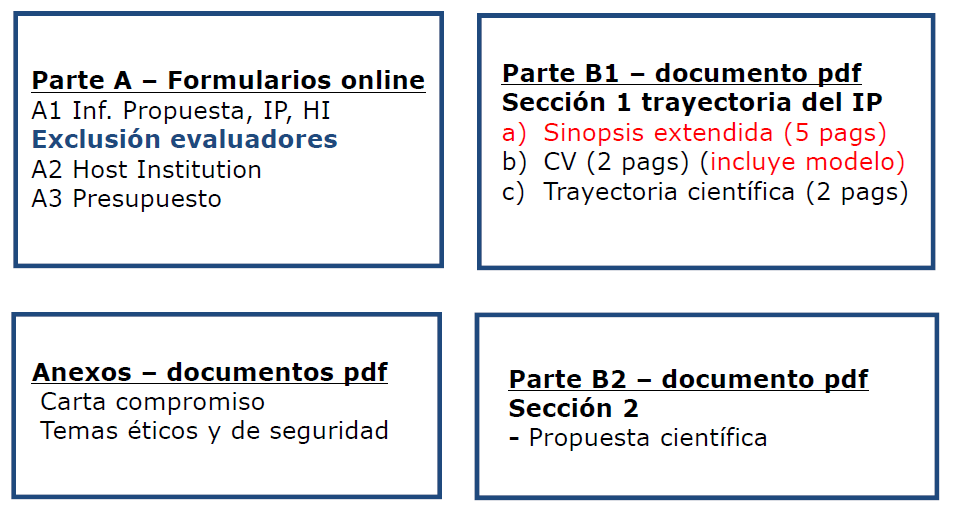 Parte A – Formularios online
A1 Inf. Propuesta, IP, HI
Exclusión evaluadores
A2 Host Institution
A3 Presupuesto
Parte B1 – documento pdf
Sección 1 trayectoria del IP
a) Sinopsis extendida (5 pags)
b) CV (2 pags) (incluye modelo)
c) Trayectoria científica (2 pags)
Anexos – documentos pdf
Carta compromiso
Temas éticos y de seguridad
Parte B2 – documento pdf
Sección 2
- Propuesta científica